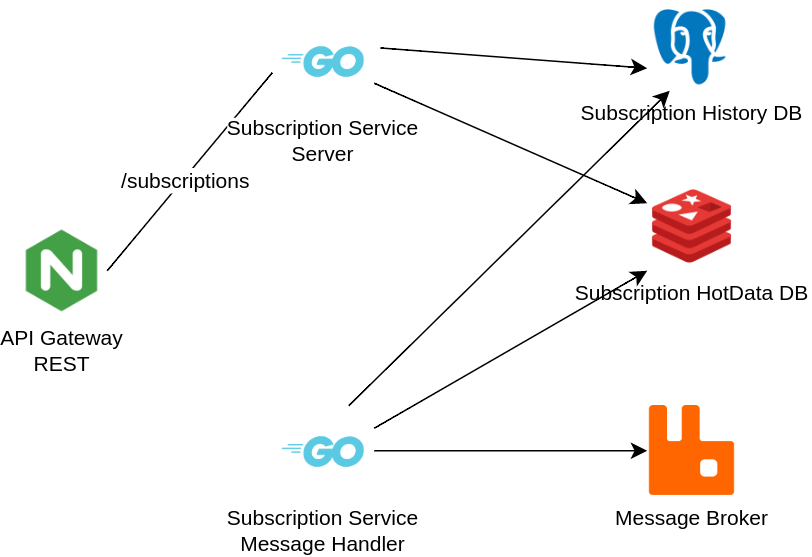 GO
Subscription Service
Server
Subscription History DB
/subscriptions
N
API Gateway
REST
Subscription HotData DB
GO
Subscription Service
Message Handler
Message Broker